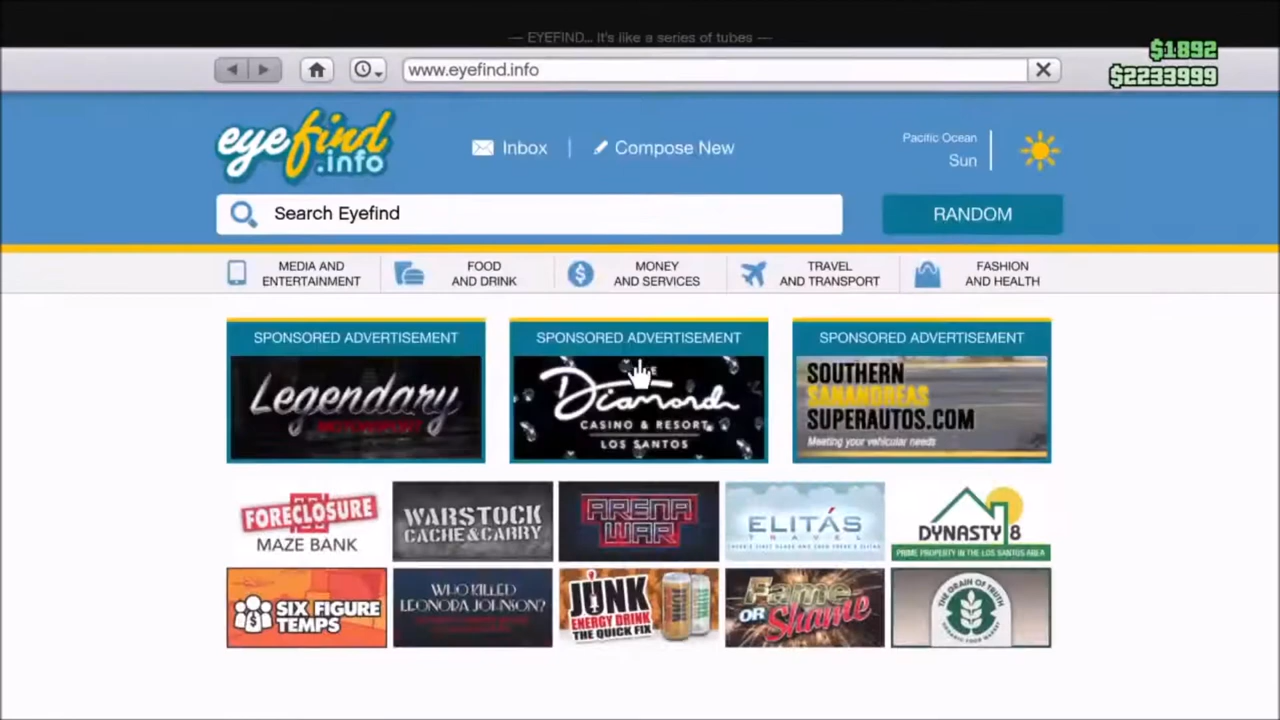 — EYEFIND... It's like a series of tubes —
$1892
$2233999
www.eyefind.info
eyefind
.info
Inbox
Compose New
Pacific Ocean
Sun
Search Eyefind
RANDOM
MEDIA AND
ENTERTAINMENT
FOOD
AND DRINK
MONEY
AND SERVICES
TRAVEL
AND TRANSPORT
FASHION
AND HEALTH
SPONSORED ADVERTISEMENT
Legendary
SPONSORED ADVERTISEMENT
Diamond
CASINO & RESORT
LOS SANTOS
SPONSORED ADVERTISEMENT
SOUTHERN
SANANDREAS
SUPERAUTOS.COM
Meeting your vehicular needs
FORECLOSURE
MAZE BANK
WARSTOCK
CACHE & CARRY
ARENA
WAR
ELITÁS
TRAVEL
DYNASTY 8
PRIME PROPERTY IN THE LOS SANTOS AREA
SIX FIGURE
TEMPS
WHO KILLED
LEONORA JOHNSON?
JUNK
ENERGY DRINK
THE QUICK FIX
Fame
OR Shame
THE GRAIN OF TRUTH
ORGANIC FOOD MARKET